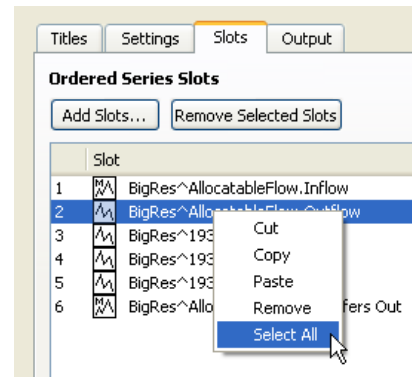 Titles Settings Slots Output
Ordered Series Slots
Add Slots... Remove Selected Slots
Slot
1 BigRes^AllocatableFlow.Inflow
2 BigRes^AllocatableFlow.Outflow
3 BigRes^193
4 BigRes^193
5 BigRes^193
6 BigRes^Allo fers Out
Cut
Copy
Paste
Remove
Select All